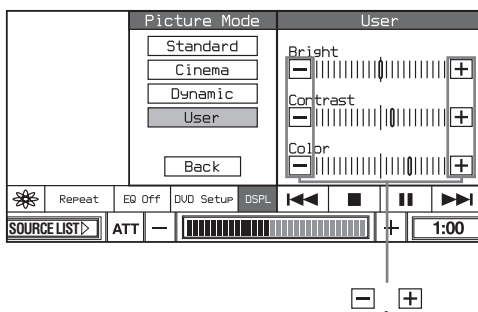 Picture Mode
Standard
Cinema
Dynamic
User
Back
User
Bright
− +
Contrast
− +
Color
− +
Repeat EQ Off DVD Setup DSPL
SOURCE LIST ATT − + 1:00
− +